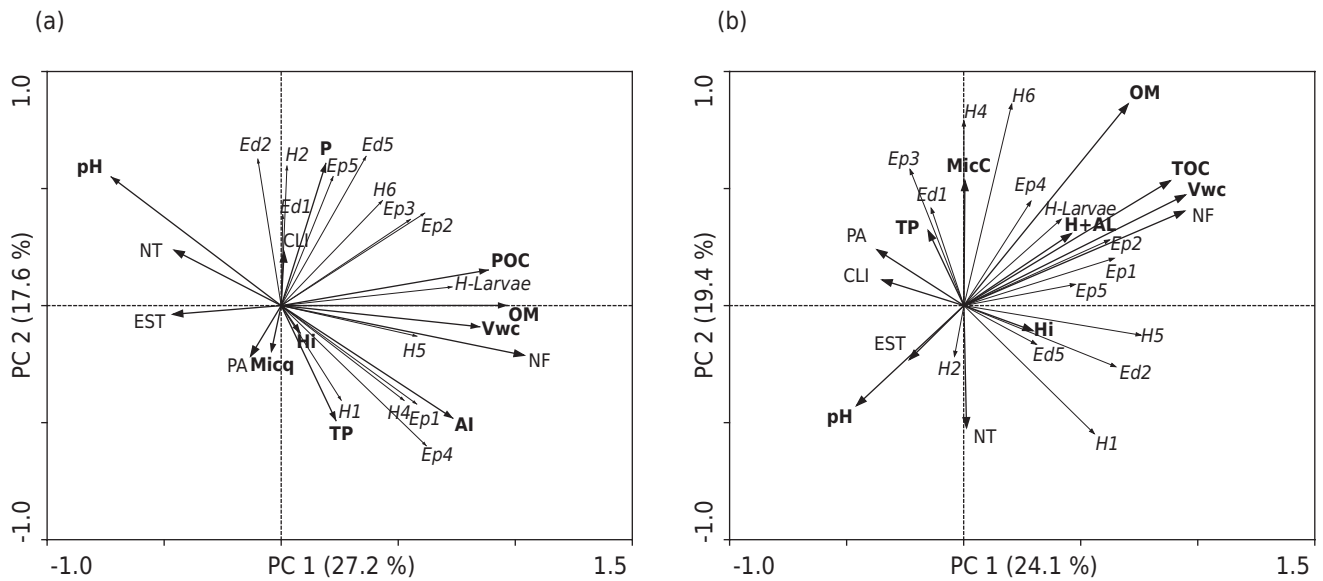 (a)
1.0
PC 2 (17.6 %)
-1.0
Ed2
H2
P
Ed5
Ep5
pH
H6
Ed1
Ep3
Ep2
CLI
NT
POC
H-Larvae
OM
EST
Vwc
Hi
H5
PA
Micq
NF
H1
H4
Ep1
AI
TP
Ep4
-1.0
PC 1 (27.2 %)
1.5
(b)
1.0
PC 2 (19.4 %)
-1.0
H4
H6
OM
Ep3
MicC
TOC
Ep4
Vwc
Ed1
H-Larvae
NF
TP
H+AL
PA
Ep2
CLI
Ep1
Ep5
Hi
EST
H5
Ed5
H2
Ed2
pH
NT
H1
-1.0
PC 1 (24.1 %)
1.5